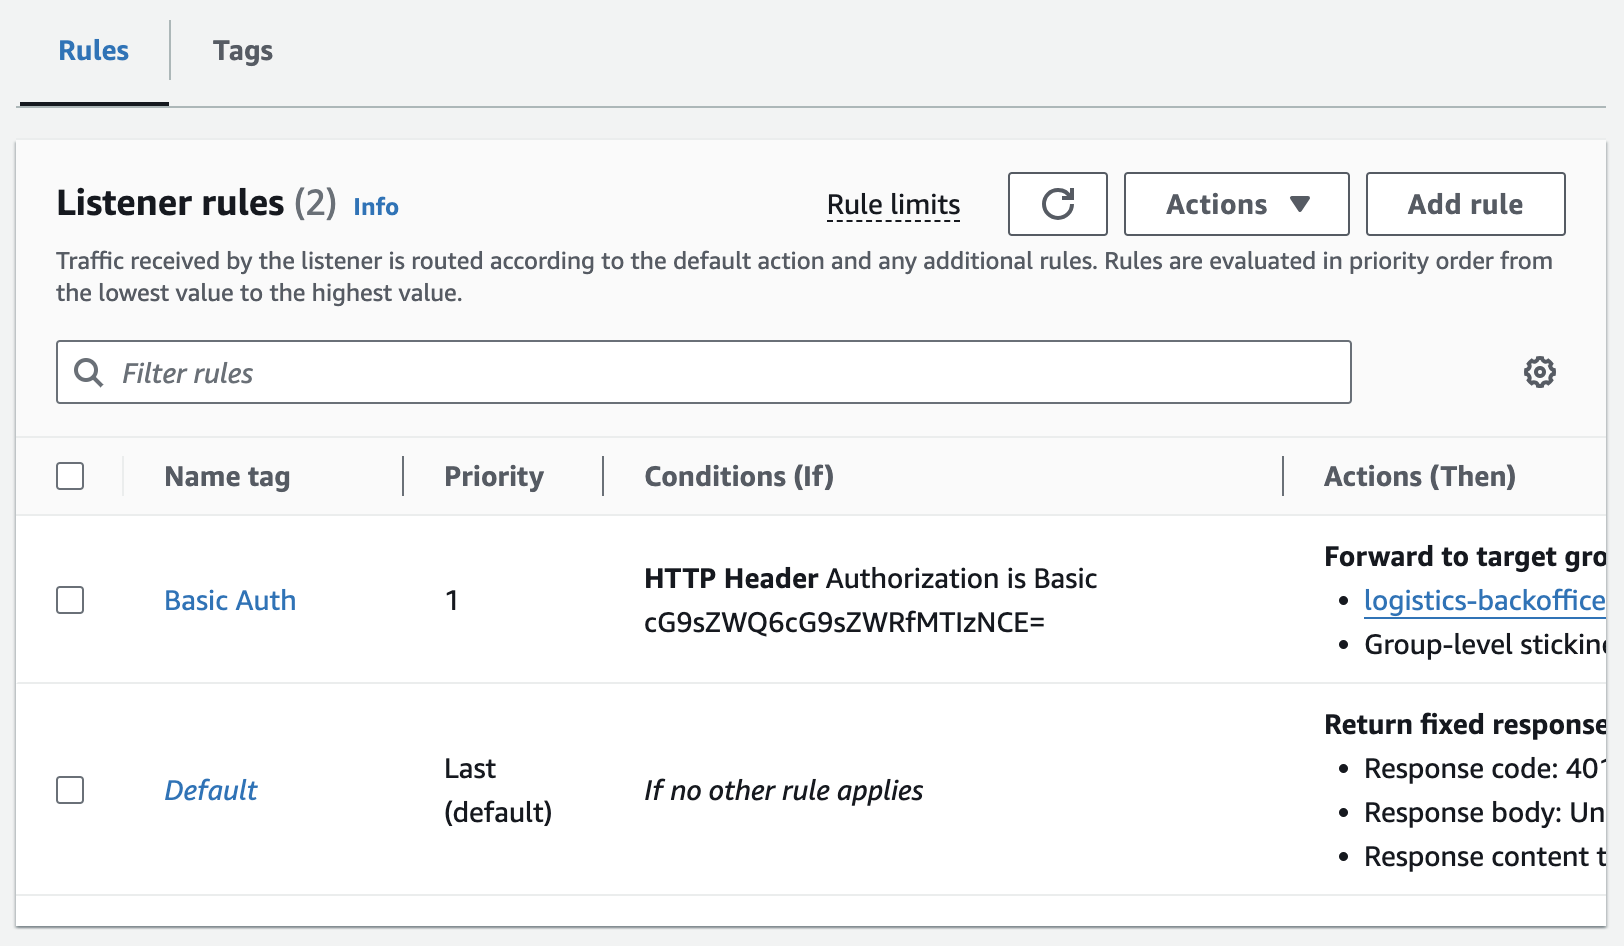 Rules
Tags
Listener rules (2) Info
Rule limits
Actions
Add rule
Traffic received by the listener is routed according to the default action and any additional rules. Rules are evaluated in priority order from
the lowest value to the highest value.
Filter rules
Name tag
Priority
Conditions (If)
Actions (Then)
Basic Auth
1
HTTP Header Authorization is Basic
cG9sZWQ6cG9sZWRfMTIzNCE=
Forward to target gro
logistics-backoffice
Group-level stickine
Default
Last
(default)
If no other rule applies
Return fixed response
Response code: 401
Response body: Un
Response content t